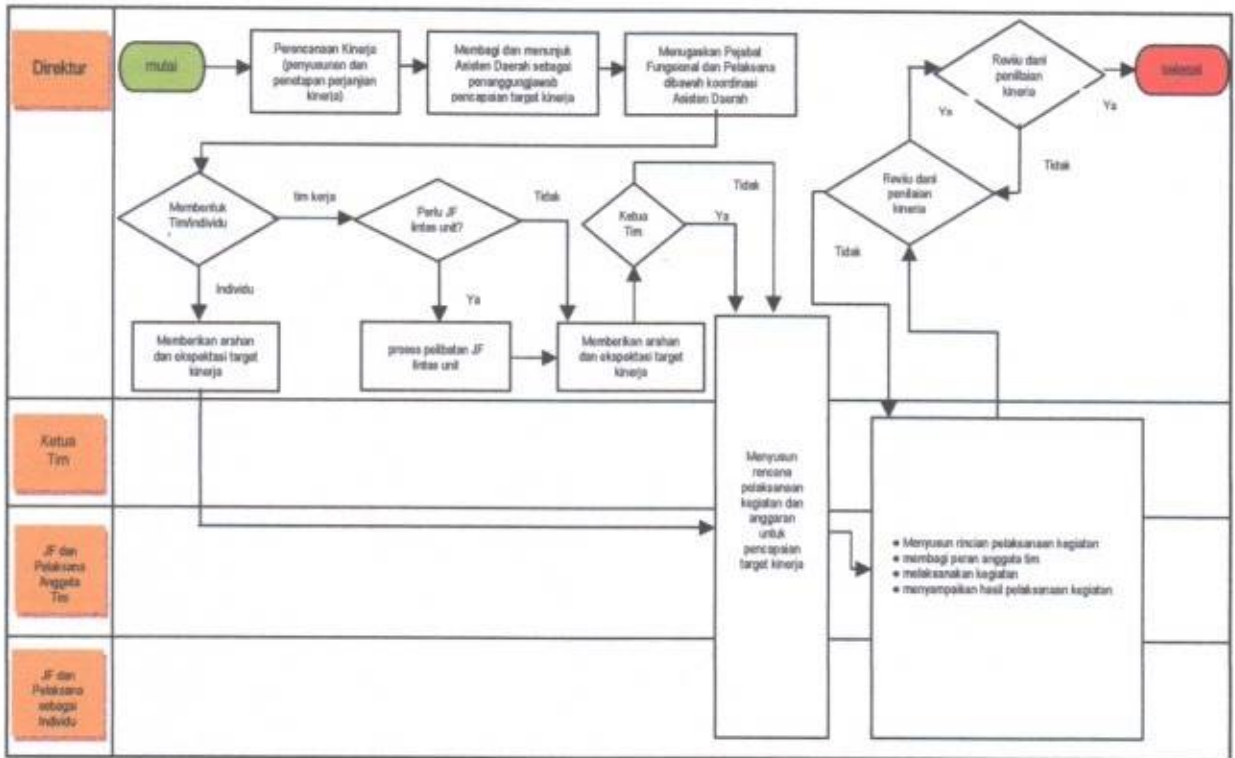 Direktur
mulai
Perencanaan Kinerja
(penyusunan dan
penetapan perjanjian
kinerja)
Membagi dan menunjuk
Asisten Daerah sebagai
penanggungjawab
pencapaian target kinerja
Menugaskan Pejabat
Fungsional dan Pelaksana
dibawah koordinasi
Asisten Daerah
Reviu dani
penilaian
kinerja
Ya
selesai
Ya
Tidak
Reviu dani
penilaian
kinerja
Tidak
Membentuk
Tim/individu
tim kerja
Perlu JF
lintas unit?
Tidak
Ketua
Tim
Tidak
Ya
Individu
Ya
Memberikan arahan
dan ekspektasi target
kinerja
proses pelibatan JF
lintas unit
Memberikan arahan
dan ekspektasi target
kinerja
Ketua
Tim
Menyusun
rencana
pelaksanaan
kegiatan dan
anggaran
untuk
pencapaian
target kinerja
JF dan
Pelaksana
Anggota
Tim
• Menyusun rincian pelaksanaan kegiatan
• membagi peran anggota tim
• melaksanakan kegiatan
• menyampaikan hasil pelaksanaan kegiatan
JF dan
Pelaksana
sebagai
Individu